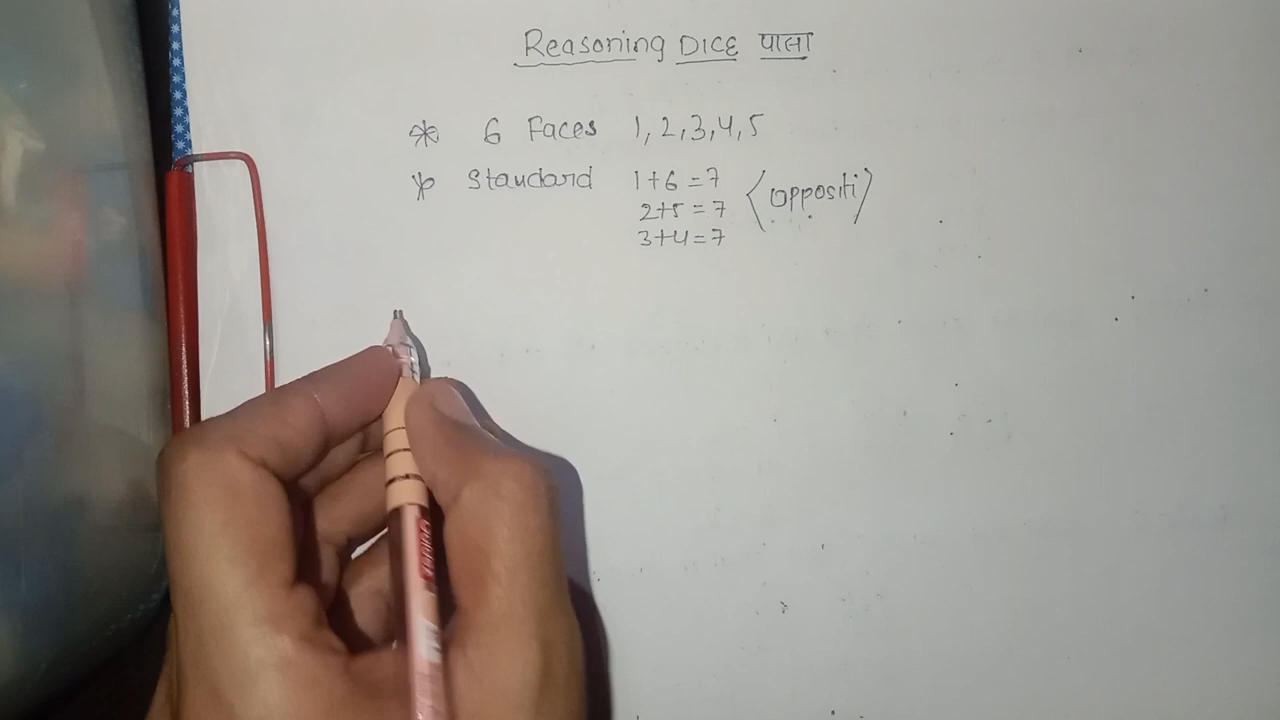 Reasoning DICE पासा
* 6 Faces 1, 2, 3, 4, 5
* Standard 1+6=7 <oppositi>
2+5=7
3+4=7